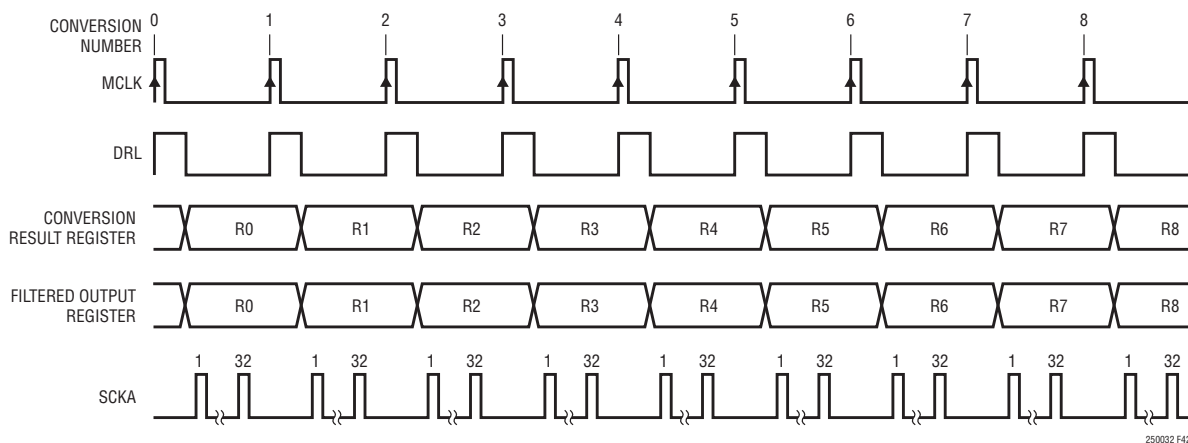 CONVERSION
NUMBER
0 1 2 3 4 5 6 7 8
MCLK
DRL
CONVERSION
RESULT REGISTER
R0 R1 R2 R3 R4 R5 R6 R7 R8
FILTERED OUTPUT
REGISTER
R0 R1 R2 R3 R4 R5 R6 R7 R8
1 32 1 32 1 32 1 32 1 32 1 32 1 32 1 32 1 32
SCKA
250032 F42